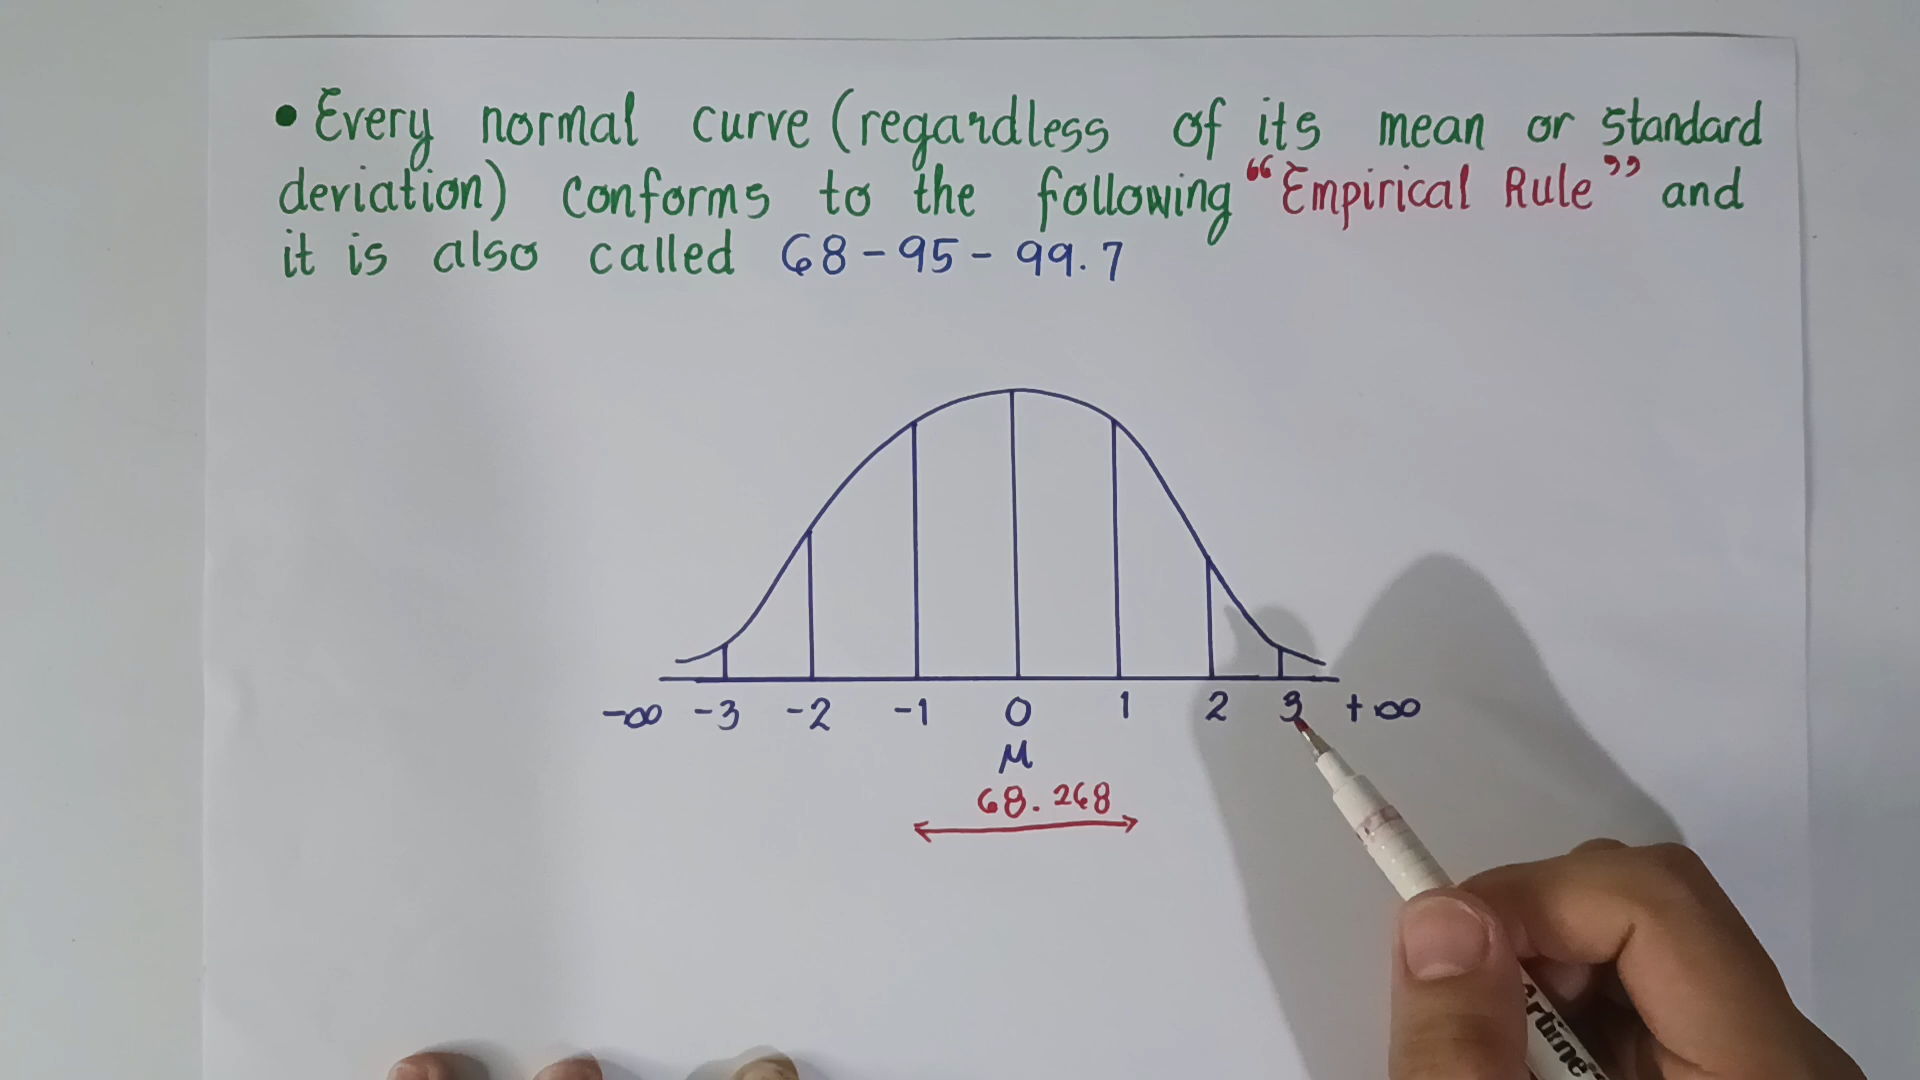 • Every normal curve (regardless of its mean or standard
deviation) conforms to the following “Empirical Rule” and
it is also called 68-95-99.7
-∞ -3 -2 -1 0 1 2 3 +∞
μ
68.268
Artline